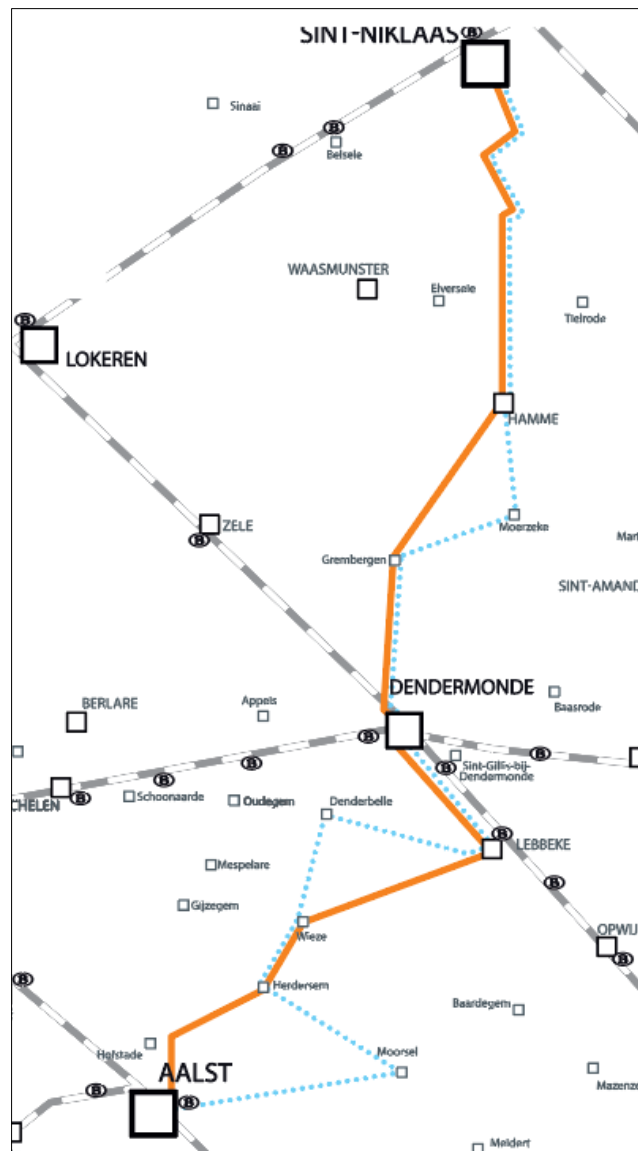 SINT-NIKLAAS
B
Sinaai
B
B
Belsele
WAASMUNSTER
Elversele
Tielrode
B
LOKEREN
HAMME
ZELE
B
Moerzeke
Grembergen
SINT-AMAND
DENDERMONDE
BERLARE
Appels
Baasrode
B
B
B
B
Sint-Gillis-bij-
Dendermonde
B
B
CHELEN
Schoonaarde
Oudegem
Denderbelle
B
LEBBEKE
Mespelare
B
Gijzegem
Wieze
OPWIJ
B
B
Herdersem
Baardegem
Hofstade
Moorsel
AALST
Mazenze
B
B
Meldert